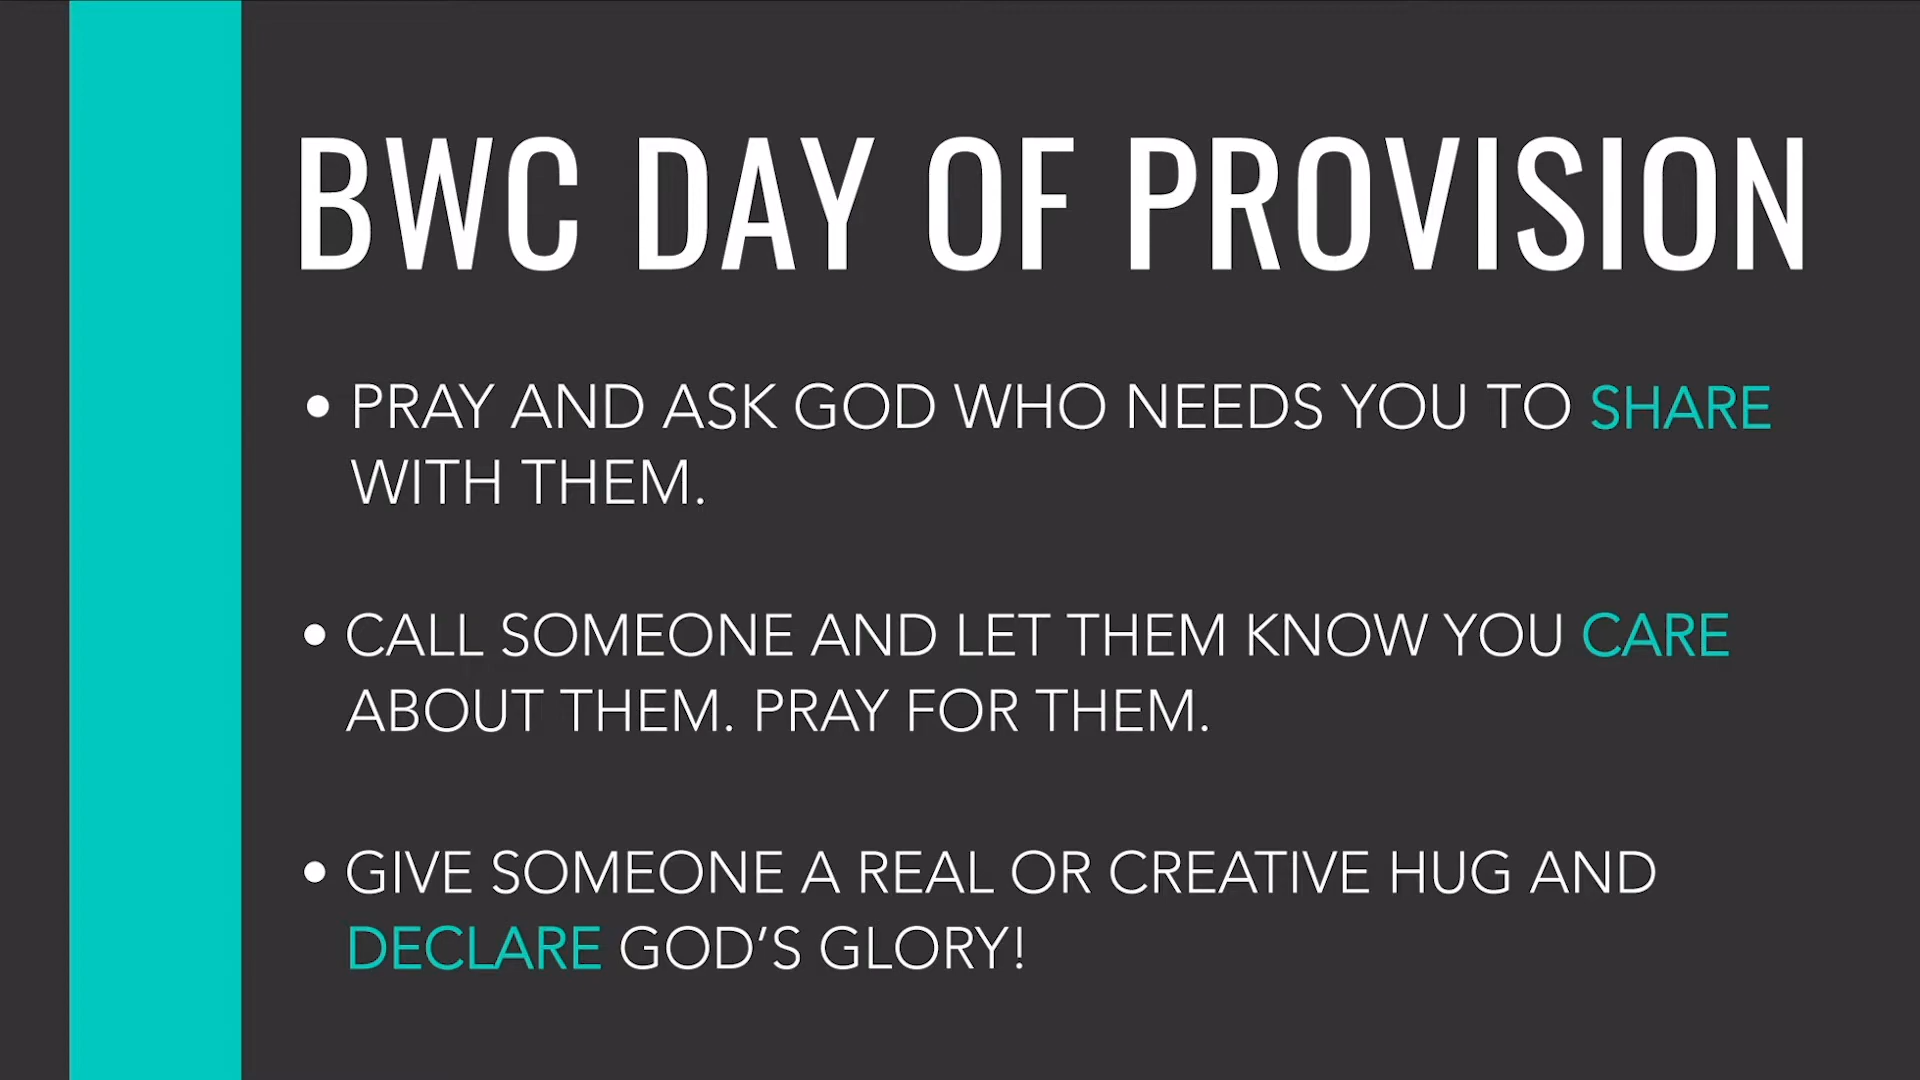 BWC DAY OF PROVISION
• PRAY AND ASK GOD WHO NEEDS YOU TO SHARE
WITH THEM.
• CALL SOMEONE AND LET THEM KNOW YOU CARE
ABOUT THEM. PRAY FOR THEM.
• GIVE SOMEONE A REAL OR CREATIVE HUG AND
DECLARE GOD’S GLORY!